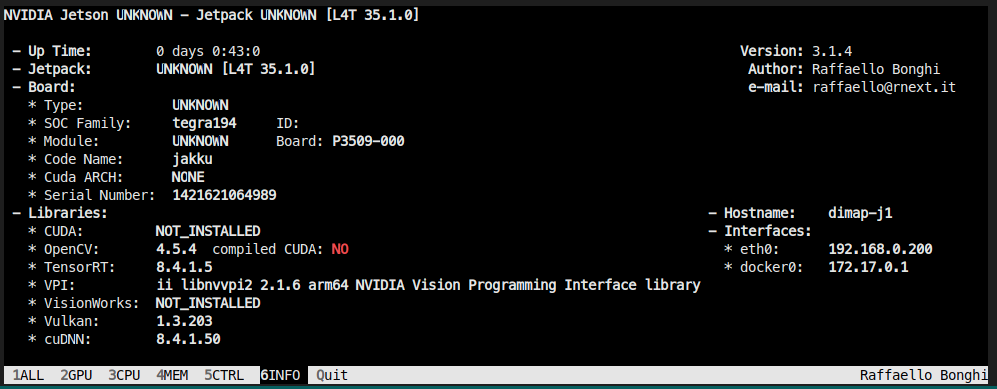 NVIDIA Jetson UNKNOWN – Jetpack UNKNOWN [L4T 35.1.0]
– Up Time: 0 days 0:43:0 Version: 3.1.4
– Jetpack: UNKNOWN [L4T 35.1.0] Author: Raffaello Bonghi
– Board: e-mail: raffaello@rnext.it
* Type: UNKNOWN
* SOC Family: tegra194 ID:
* Module: UNKNOWN Board: P3509-000
* Code Name: jakku
* Cuda ARCH: NONE
* Serial Number: 1421621064989
– Libraries: – Hostname: dimap-j1
* CUDA: NOT_INSTALLED – Interfaces:
* OpenCV: 4.5.4 compiled CUDA: NO * eth0: 192.168.0.200
* TensorRT: 8.4.1.5 * docker0: 172.17.0.1
* VPI: ii libnvvpi2 2.1.6 arm64 NVIDIA Vision Programming Interface library
* VisionWorks: NOT_INSTALLED
* Vulkan: 1.3.203
* cuDNN: 8.4.1.50
1ALL 2GPU 3CPU 4MEM 5CTRL 6INFO Quit Raffaello Bonghi